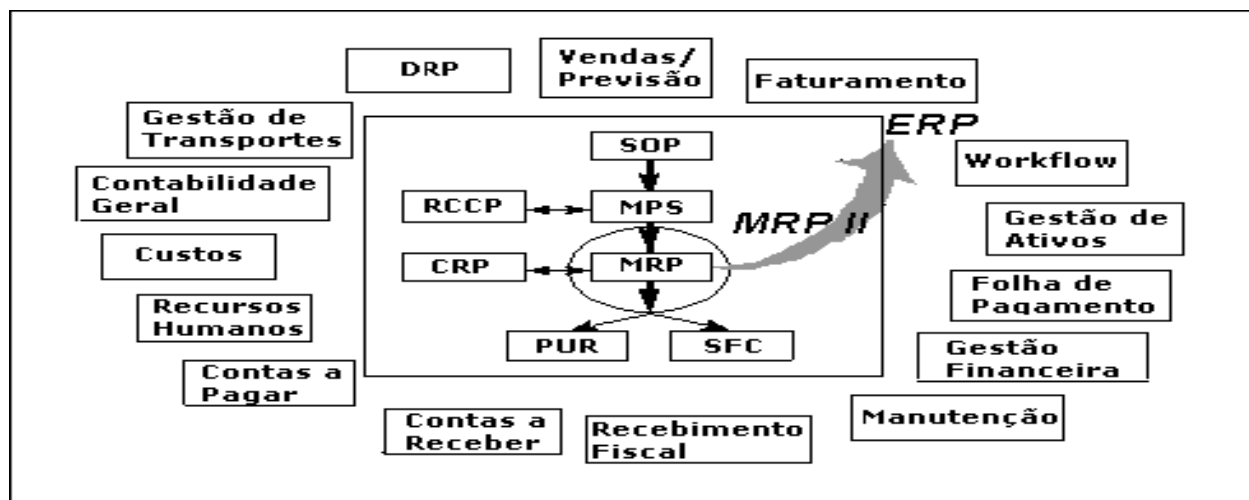 DRP
Vendas/
Previsão
Faturamento
Gestão de
Transportes
ERP
SOP
Workflow
Contabilidade
Geral
RCCP
MPS
MRP II
Gestão de
Ativos
Custos
CRP
MRP
Folha de
Pagamento
Recursos
Humanos
PUR
SFC
Gestão
Financeira
Contas a
Pagar
Manutenção
Contas a
Receber
Recebimento
Fiscal